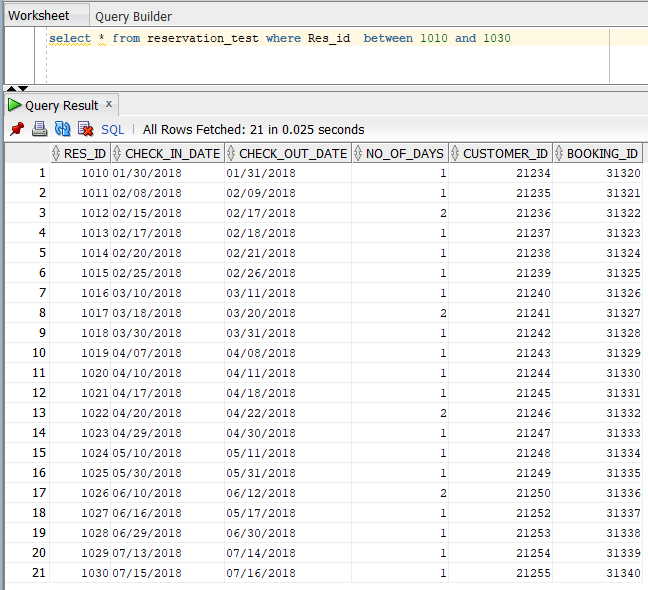 Worksheet Query Builder
select * from reservation_test where Res_id  between 1010 and 1030
Query Result x
SQL | All Rows Fetched: 21 in 0.025 seconds
RES_ID CHECK_IN_DATE CHECK_OUT_DATE NO_OF_DAYS CUSTOMER_ID BOOKING_ID
1 1010 01/30/2018 01/31/2018 1 21234 31320
2 1011 02/08/2018 02/09/2018 1 21235 31321
3 1012 02/15/2018 02/17/2018 2 21236 31322
4 1013 02/17/2018 02/18/2018 1 21237 31323
5 1014 02/20/2018 02/21/2018 1 21238 31324
6 1015 02/25/2018 02/26/2018 1 21239 31325
7 1016 03/10/2018 03/11/2018 1 21240 31326
8 1017 03/18/2018 03/20/2018 2 21241 31327
9 1018 03/30/2018 03/31/2018 1 21242 31328
10 1019 04/07/2018 04/08/2018 1 21243 31329
11 1020 04/10/2018 04/11/2018 1 21244 31330
12 1021 04/17/2018 04/18/2018 1 21245 31331
13 1022 04/20/2018 04/22/2018 2 21246 31332
14 1023 04/29/2018 04/30/2018 1 21247 31333
15 1024 05/10/2018 05/11/2018 1 21248 31334
16 1025 05/30/2018 05/31/2018 1 21249 31335
17 1026 06/10/2018 06/12/2018 2 21250 31336
18 1027 06/16/2018 05/17/2018 1 21252 31337
19 1028 06/29/2018 06/30/2018 1 21253 31338
20 1029 07/13/2018 07/14/2018 1 21254 31339
21 1030 07/15/2018 07/16/2018 1 21255 31340